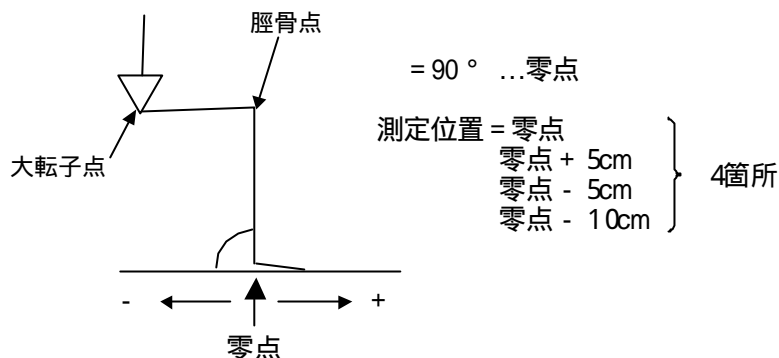 脛骨点
= 90 ° …零点
測定位置 = 零点
零点 + 5cm
零点 - 5cm
零点 - 10cm
4箇所
大転子点
- +
零点